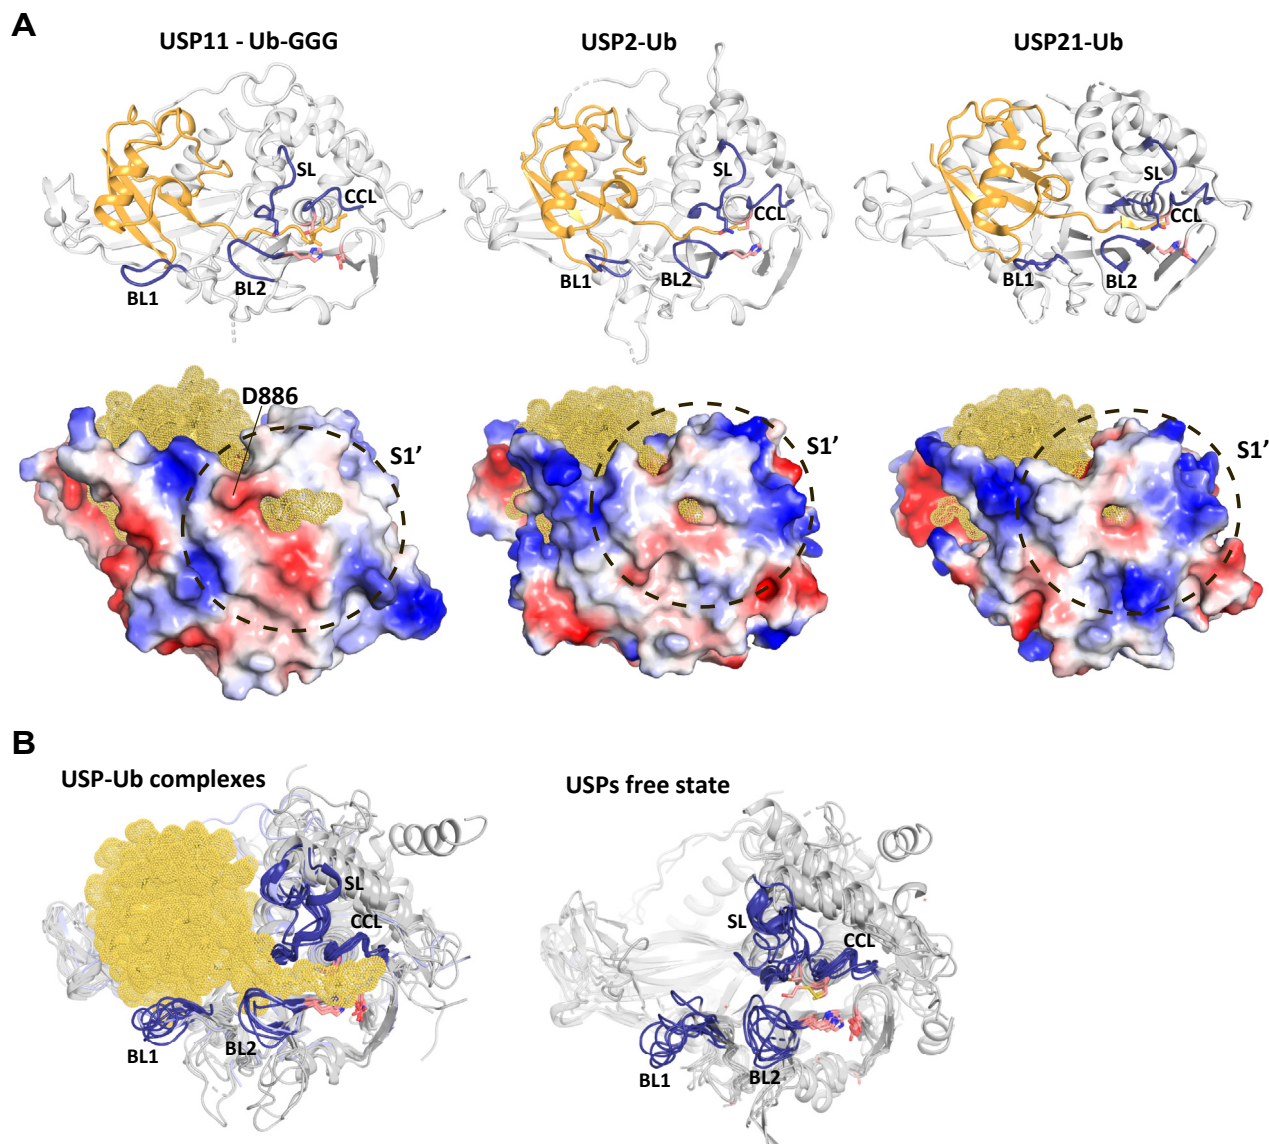 A
USP11 - Ub-GGG
USP2-Ub
USP21-Ub
SL
CCL
BL1
BL2
SL
CCL
BL1
BL2
SL
CCL
BL1
BL2
D886
S1’
S1’
S1’
B
USP-Ub complexes
USPs free state
SL
CCL
BL1
BL2
SL
CCL
BL1
BL2